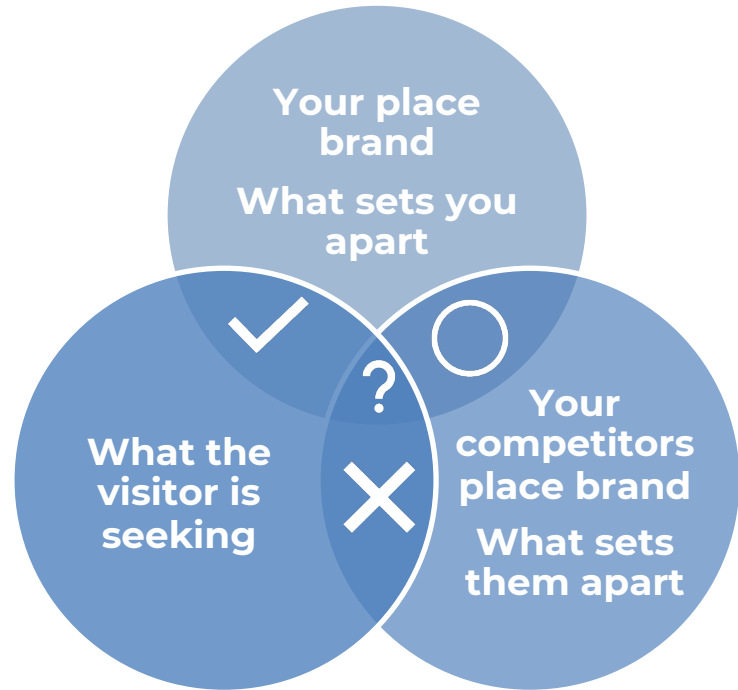 Your place
brand
What sets you
apart
?
What the
visitor is
seeking
Your
competitors
place brand
What sets
them apart